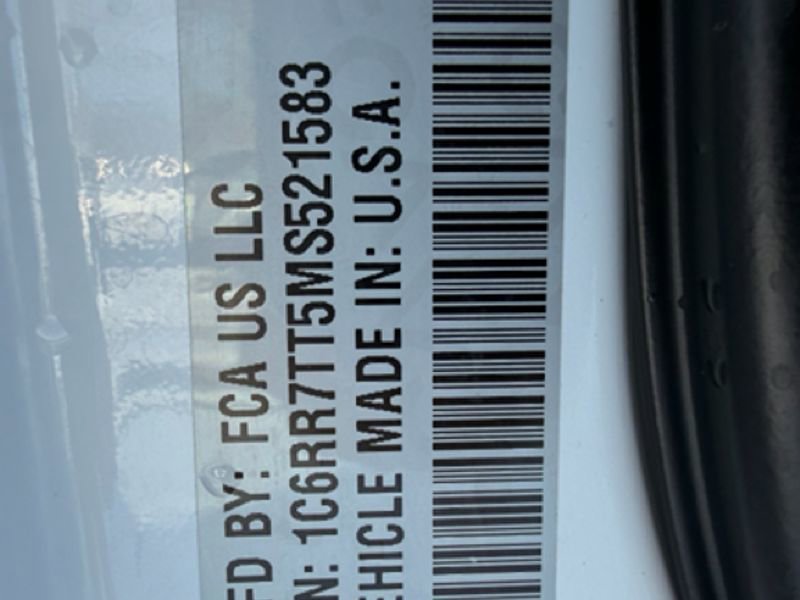 FD BY: FCA US LLC
N: 1C6RR7TT5MS521583
EHICLE MADE IN: U.S.A.